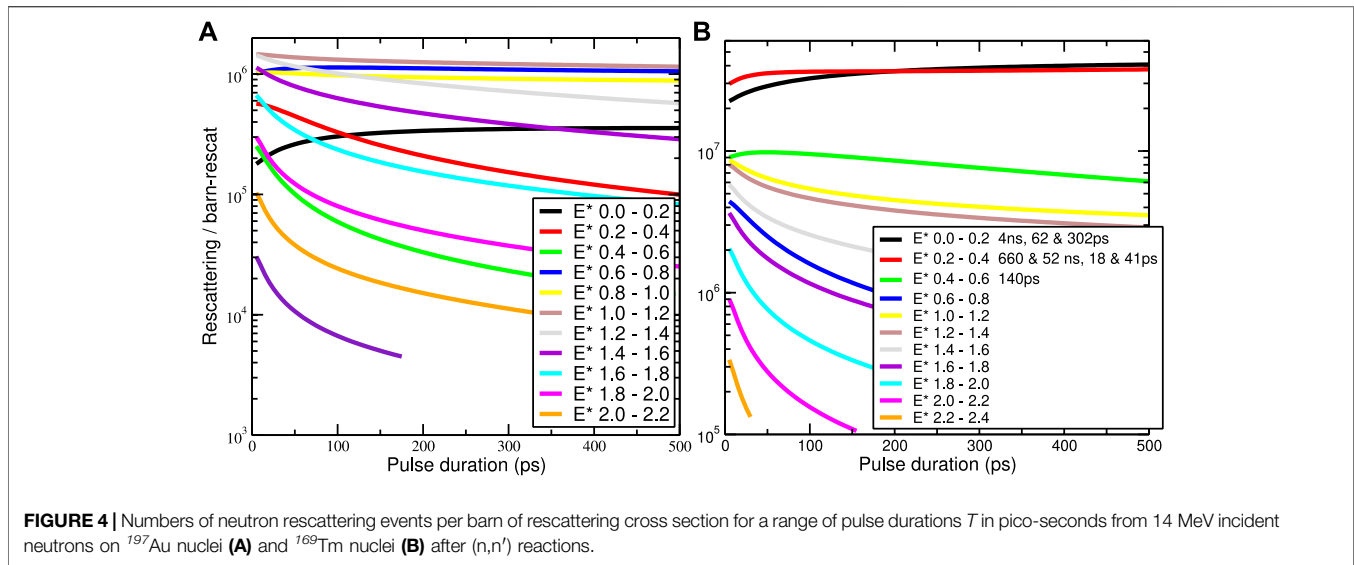 A
Rescattering / barn-rescat
10^6
10^5
10^4
10^3
0 100 200 300 400 500
Pulse duration (ps)
E* 0.0 - 0.2
E* 0.2 - 0.4
E* 0.4 - 0.6
E* 0.6 - 0.8
E* 0.8 - 1.0
E* 1.0 - 1.2
E* 1.2 - 1.4
E* 1.4 - 1.6
E* 1.6 - 1.8
E* 1.8 - 2.0
E* 2.0 - 2.2
B
10^7
10^6
10^5
0 100 200 300 400 500
Pulse duration (ps)
E* 0.0 - 0.2 4ns, 62 & 302ps
E* 0.2 - 0.4 660 & 52 ns, 18 & 41ps
E* 0.4 - 0.6 140ps
E* 0.6 - 0.8
E* 1.0 - 1.2
E* 1.2 - 1.4
E* 1.4 - 1.6
E* 1.6 - 1.8
E* 1.8 - 2.0
E* 2.0 - 2.2
E* 2.2 - 2.4
FIGURE 4 | Numbers of neutron rescattering events per barn of rescattering cross section for a range of pulse durations T in pico-seconds from 14 MeV incident
neutrons on ¹⁹⁷Au nuclei (A) and ¹⁶⁹Tm nuclei (B) after (n,n′) reactions.